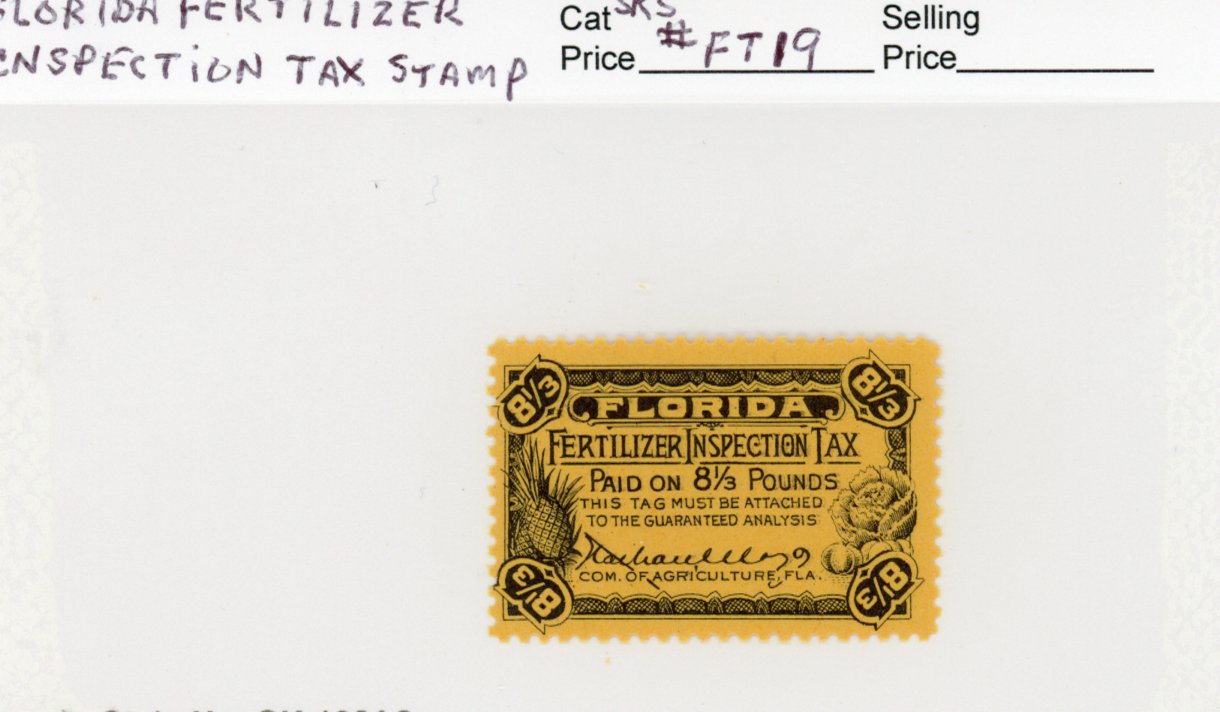 FLORIDA FERTILIZER
INSPECTION TAX STAMP
Cat SRS
Price # FT19
Selling
Price
8⅓ 8⅓
FLORIDA
FERTILIZER INSPECTION TAX
PAID ON 8⅓ POUNDS
THIS TAG MUST BE ATTACHED
TO THE GUARANTEED ANALYSIS
COM. OF AGRICULTURE, FLA.
8⅓ 8⅓